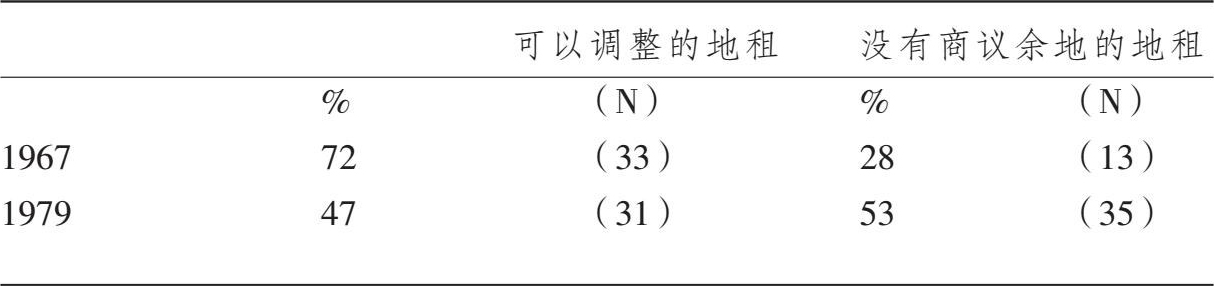 可以调整的地租 没有商议余地的地租
% （N） % （N）
1967 72 （33） 28 （13）
1979 47 （31） 53 （35）